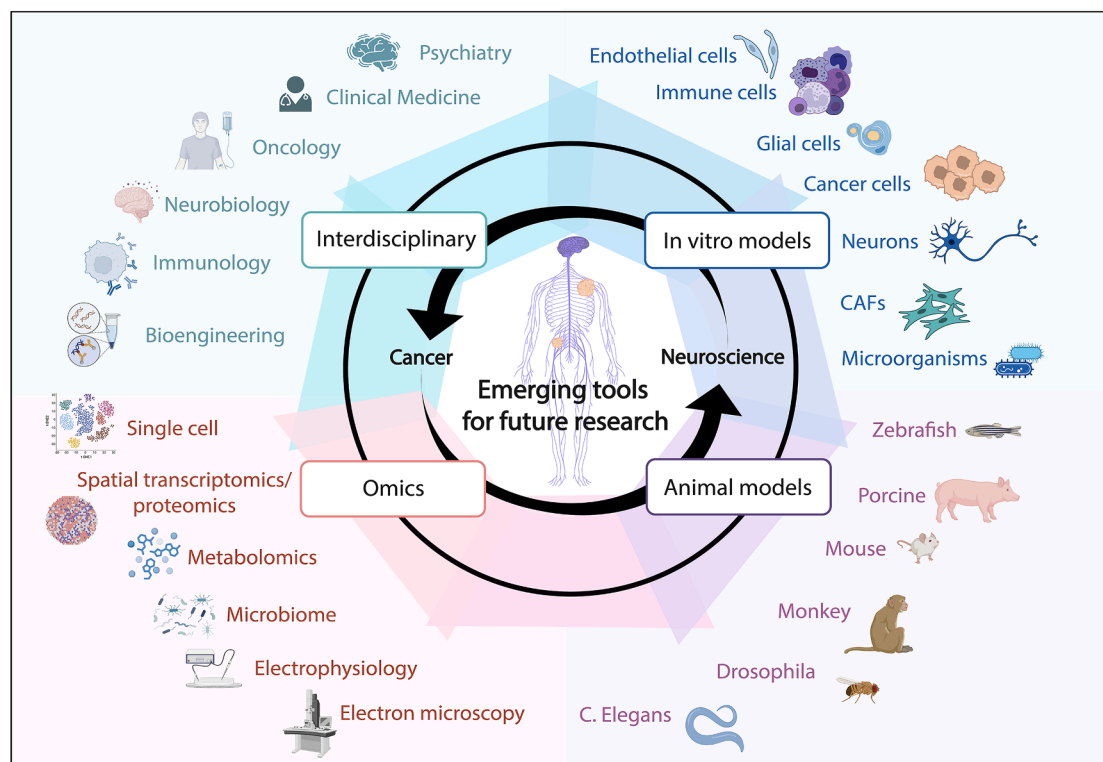 Psychiatry
Clinical Medicine
Oncology
Neurobiology
Immunology
Bioengineering
Interdisciplinary
Endothelial cells
Immune cells
Glial cells
Cancer cells
Neurons
CAFs
Microorganisms
In vitro models
Cancer
Neuroscience
Emerging tools
for future research
Single cell
Spatial transcriptomics/
proteomics
Metabolomics
Microbiome
Electrophysiology
Electron microscopy
Omics
Animal models
Zebrafish
Porcine
Mouse
Monkey
Drosophila
C. Elegans